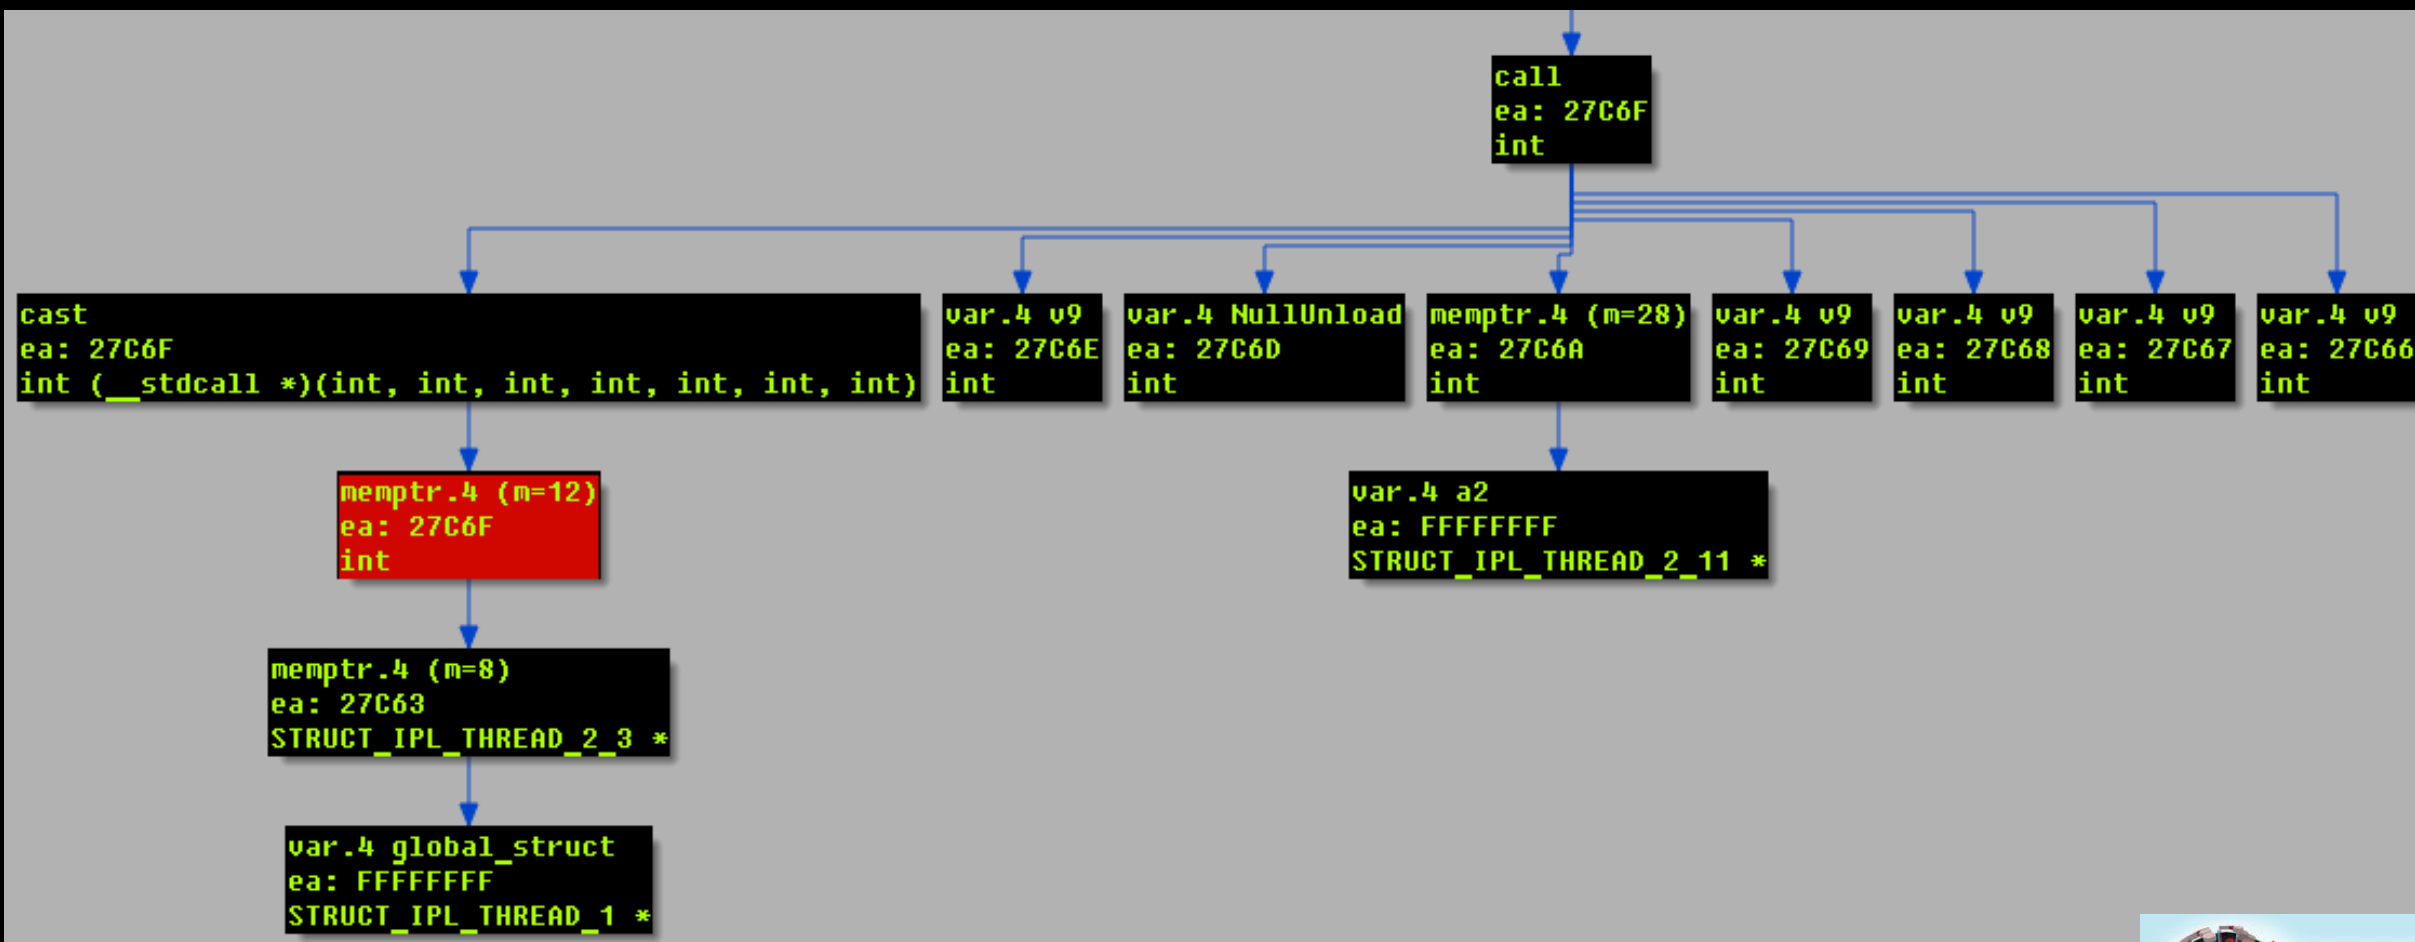 call
ea: 27C6F
int
cast
ea: 27C6F
int (__stdcall *)(int, int, int, int, int, int, int)
var.4 v9
ea: 27C6E
int
var.4 NullUnload
ea: 27C6D
int
memptr.4 (m=28)
ea: 27C6A
int
var.4 v9
ea: 27C69
int
var.4 v9
ea: 27C68
int
var.4 v9
ea: 27C67
int
var.4 v9
ea: 27C66
int
memptr.4 (m=12)
ea: 27C6F
int
var.4 a2
ea: FFFFFFFF
STRUCT_IPL_THREAD_2_11 *
memptr.4 (m=8)
ea: 27C63
STRUCT_IPL_THREAD_2_3 *
var.4 global_struct
ea: FFFFFFFF
STRUCT_IPL_THREAD_1 *